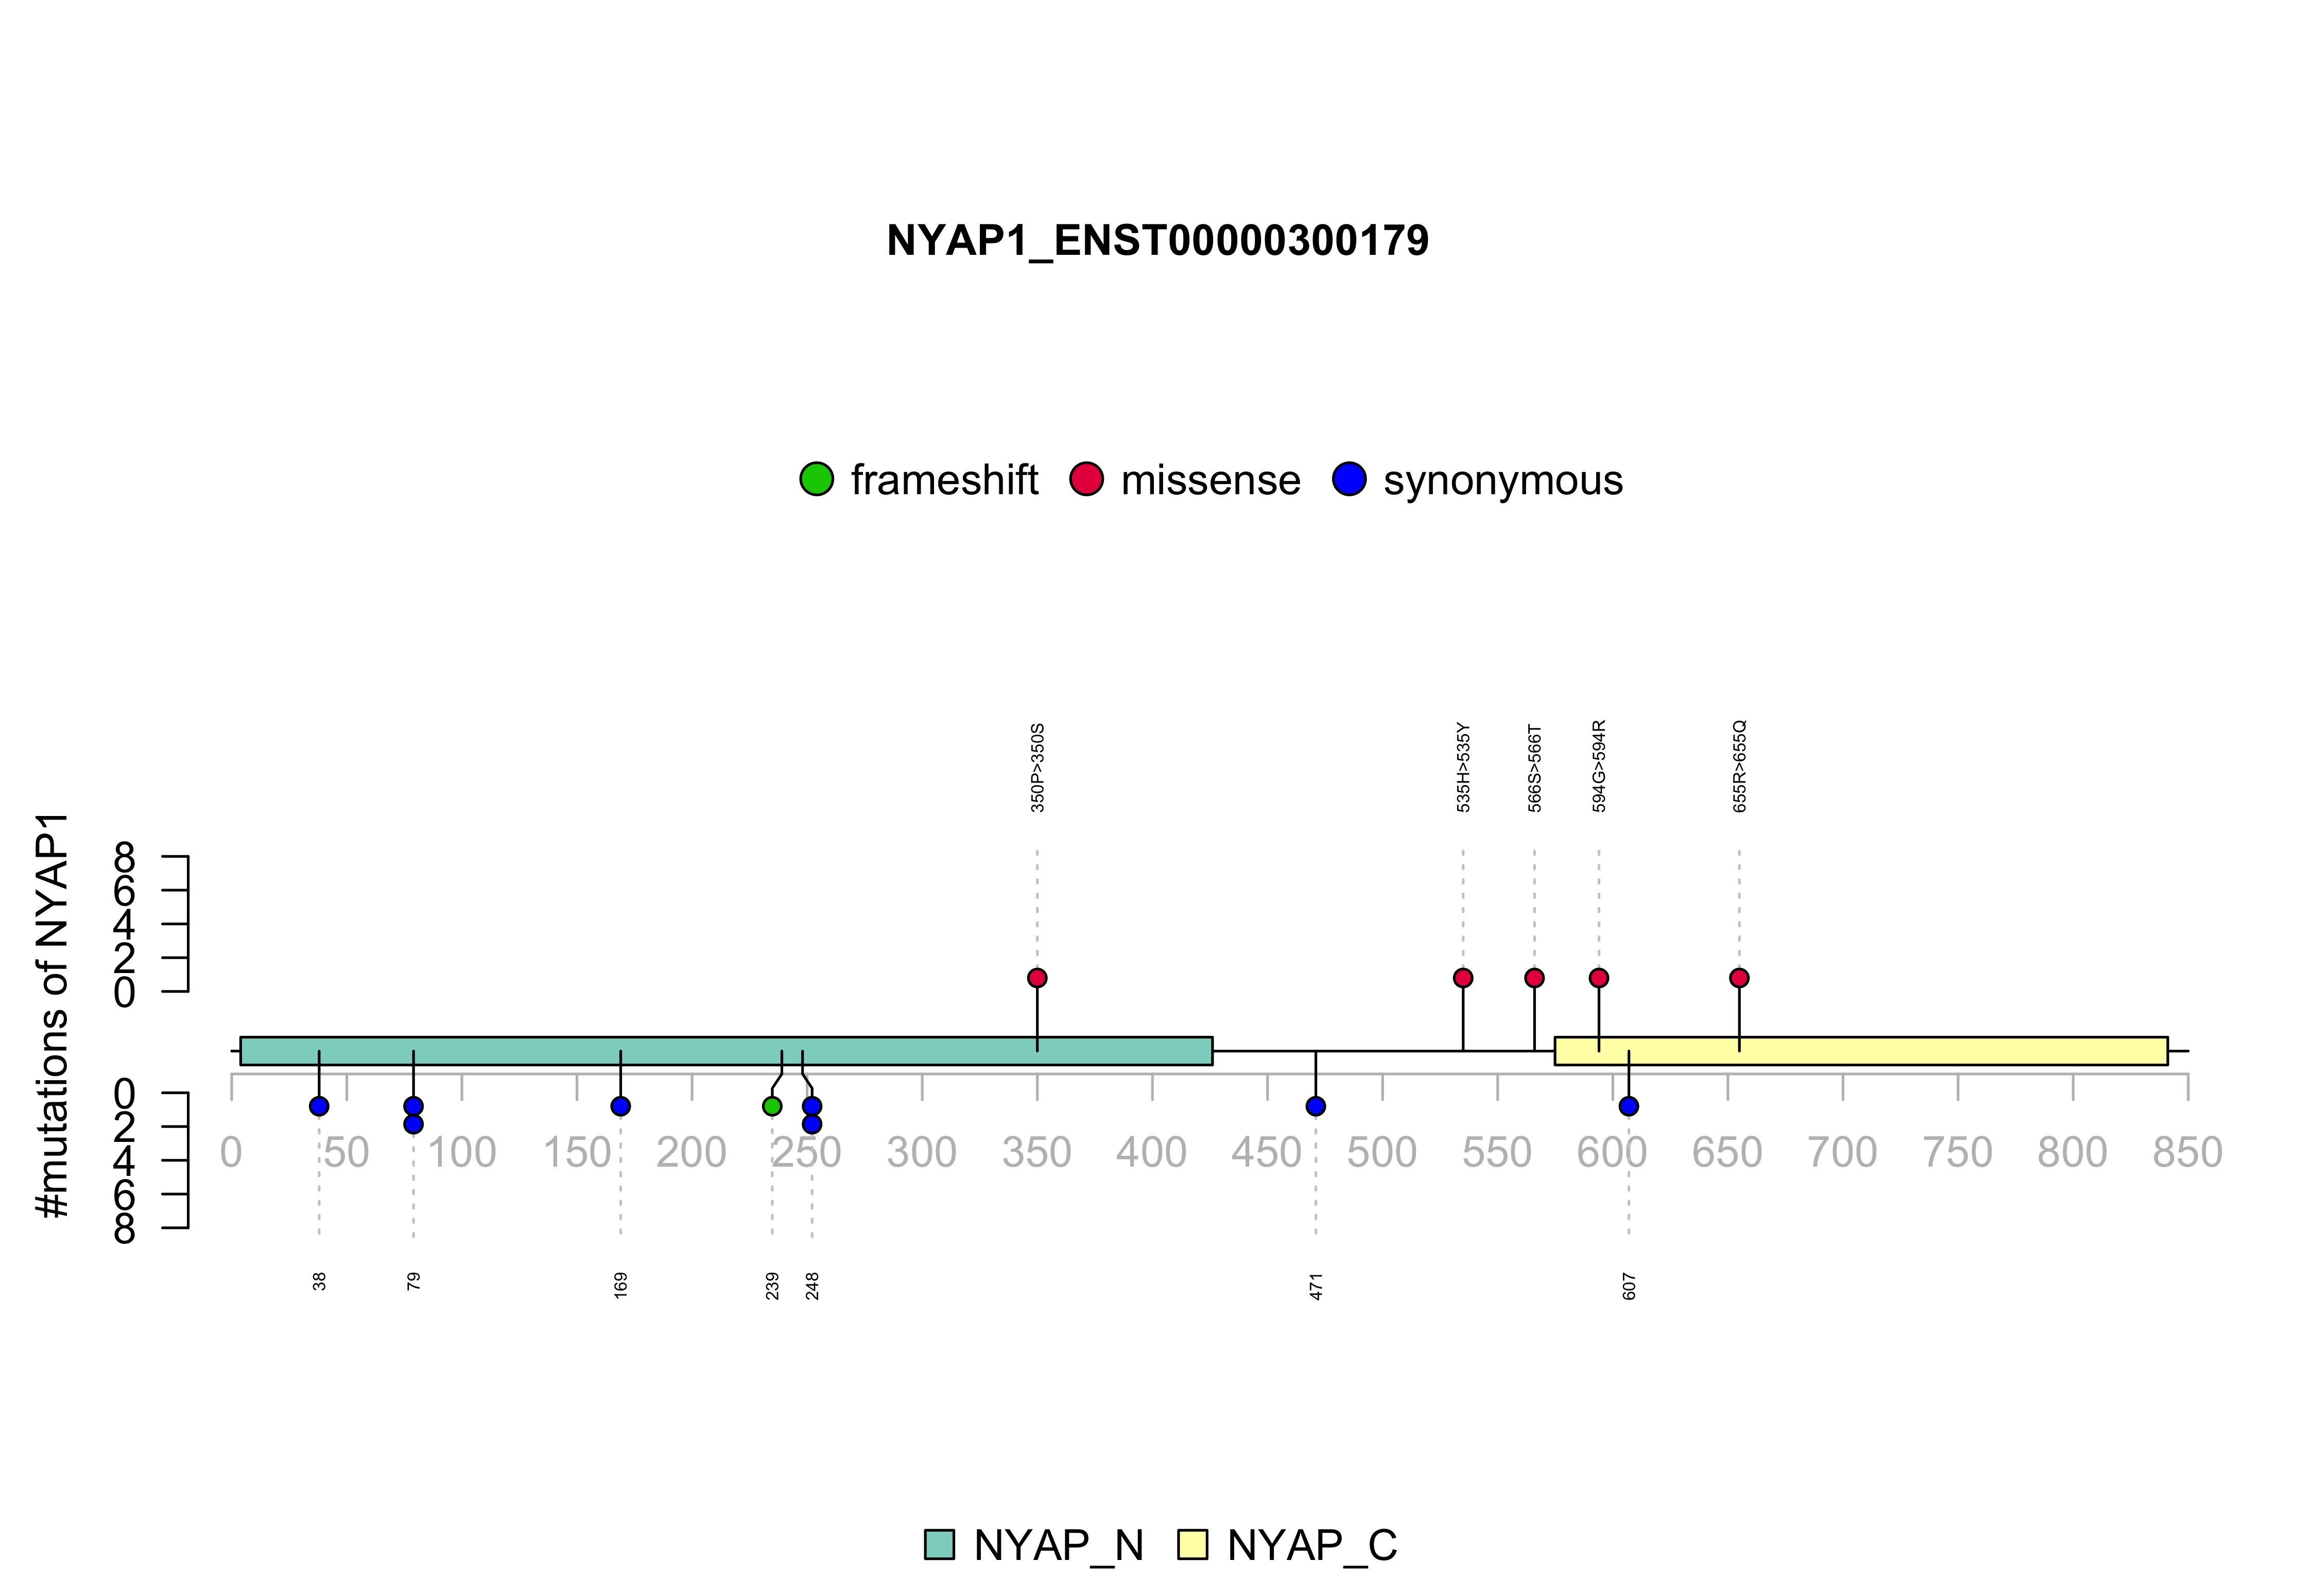 NYAP1_ENST00000300179
frameshift missense synonymous
350P>350S 535H>535Y 566S>566T 594G>594R 655R>655Q
#mutations of NYAP1
8
6
4
2
0
0
2
4
6
8
0 50 100 150 200 250 300 350 400 450 500 550 600 650 700 750 800 850
38 79 169 239 248 471 607
NYAP_N NYAP_C